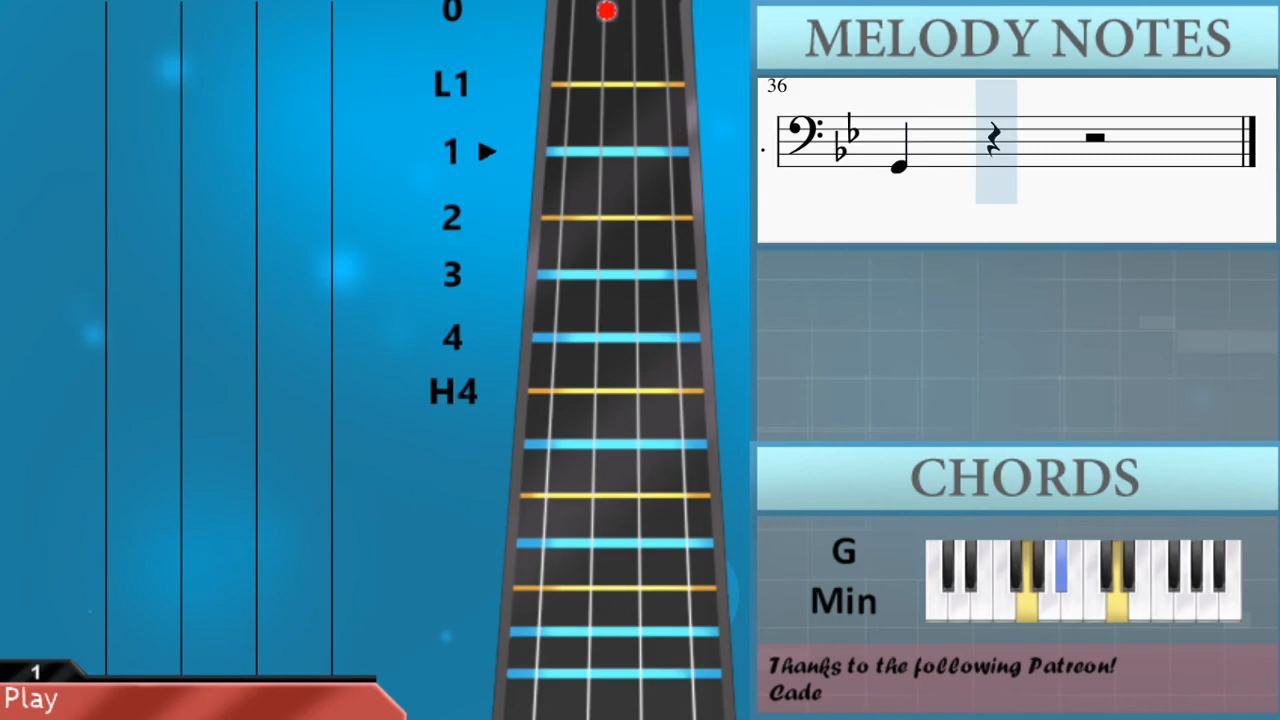 0
L1
1
2
3
4
H4
MELODY NOTES
36
CHORDS
G
Min
Thanks to the following Patreon!
Cade
1
Play